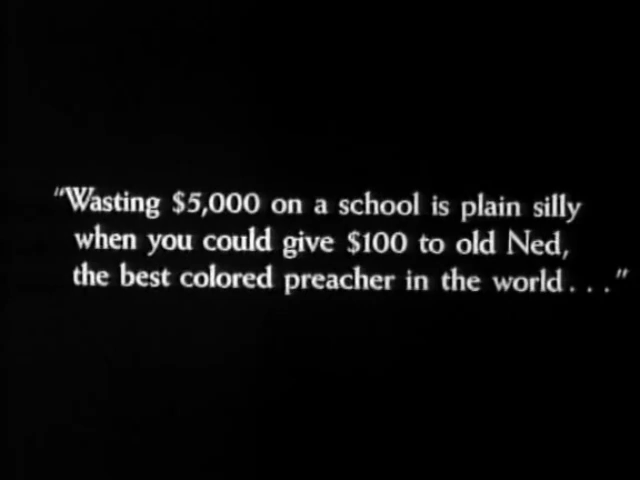 "Wasting $5,000 on a school is plain silly
when you could give $100 to old Ned,
the best colored preacher in the world . . ."